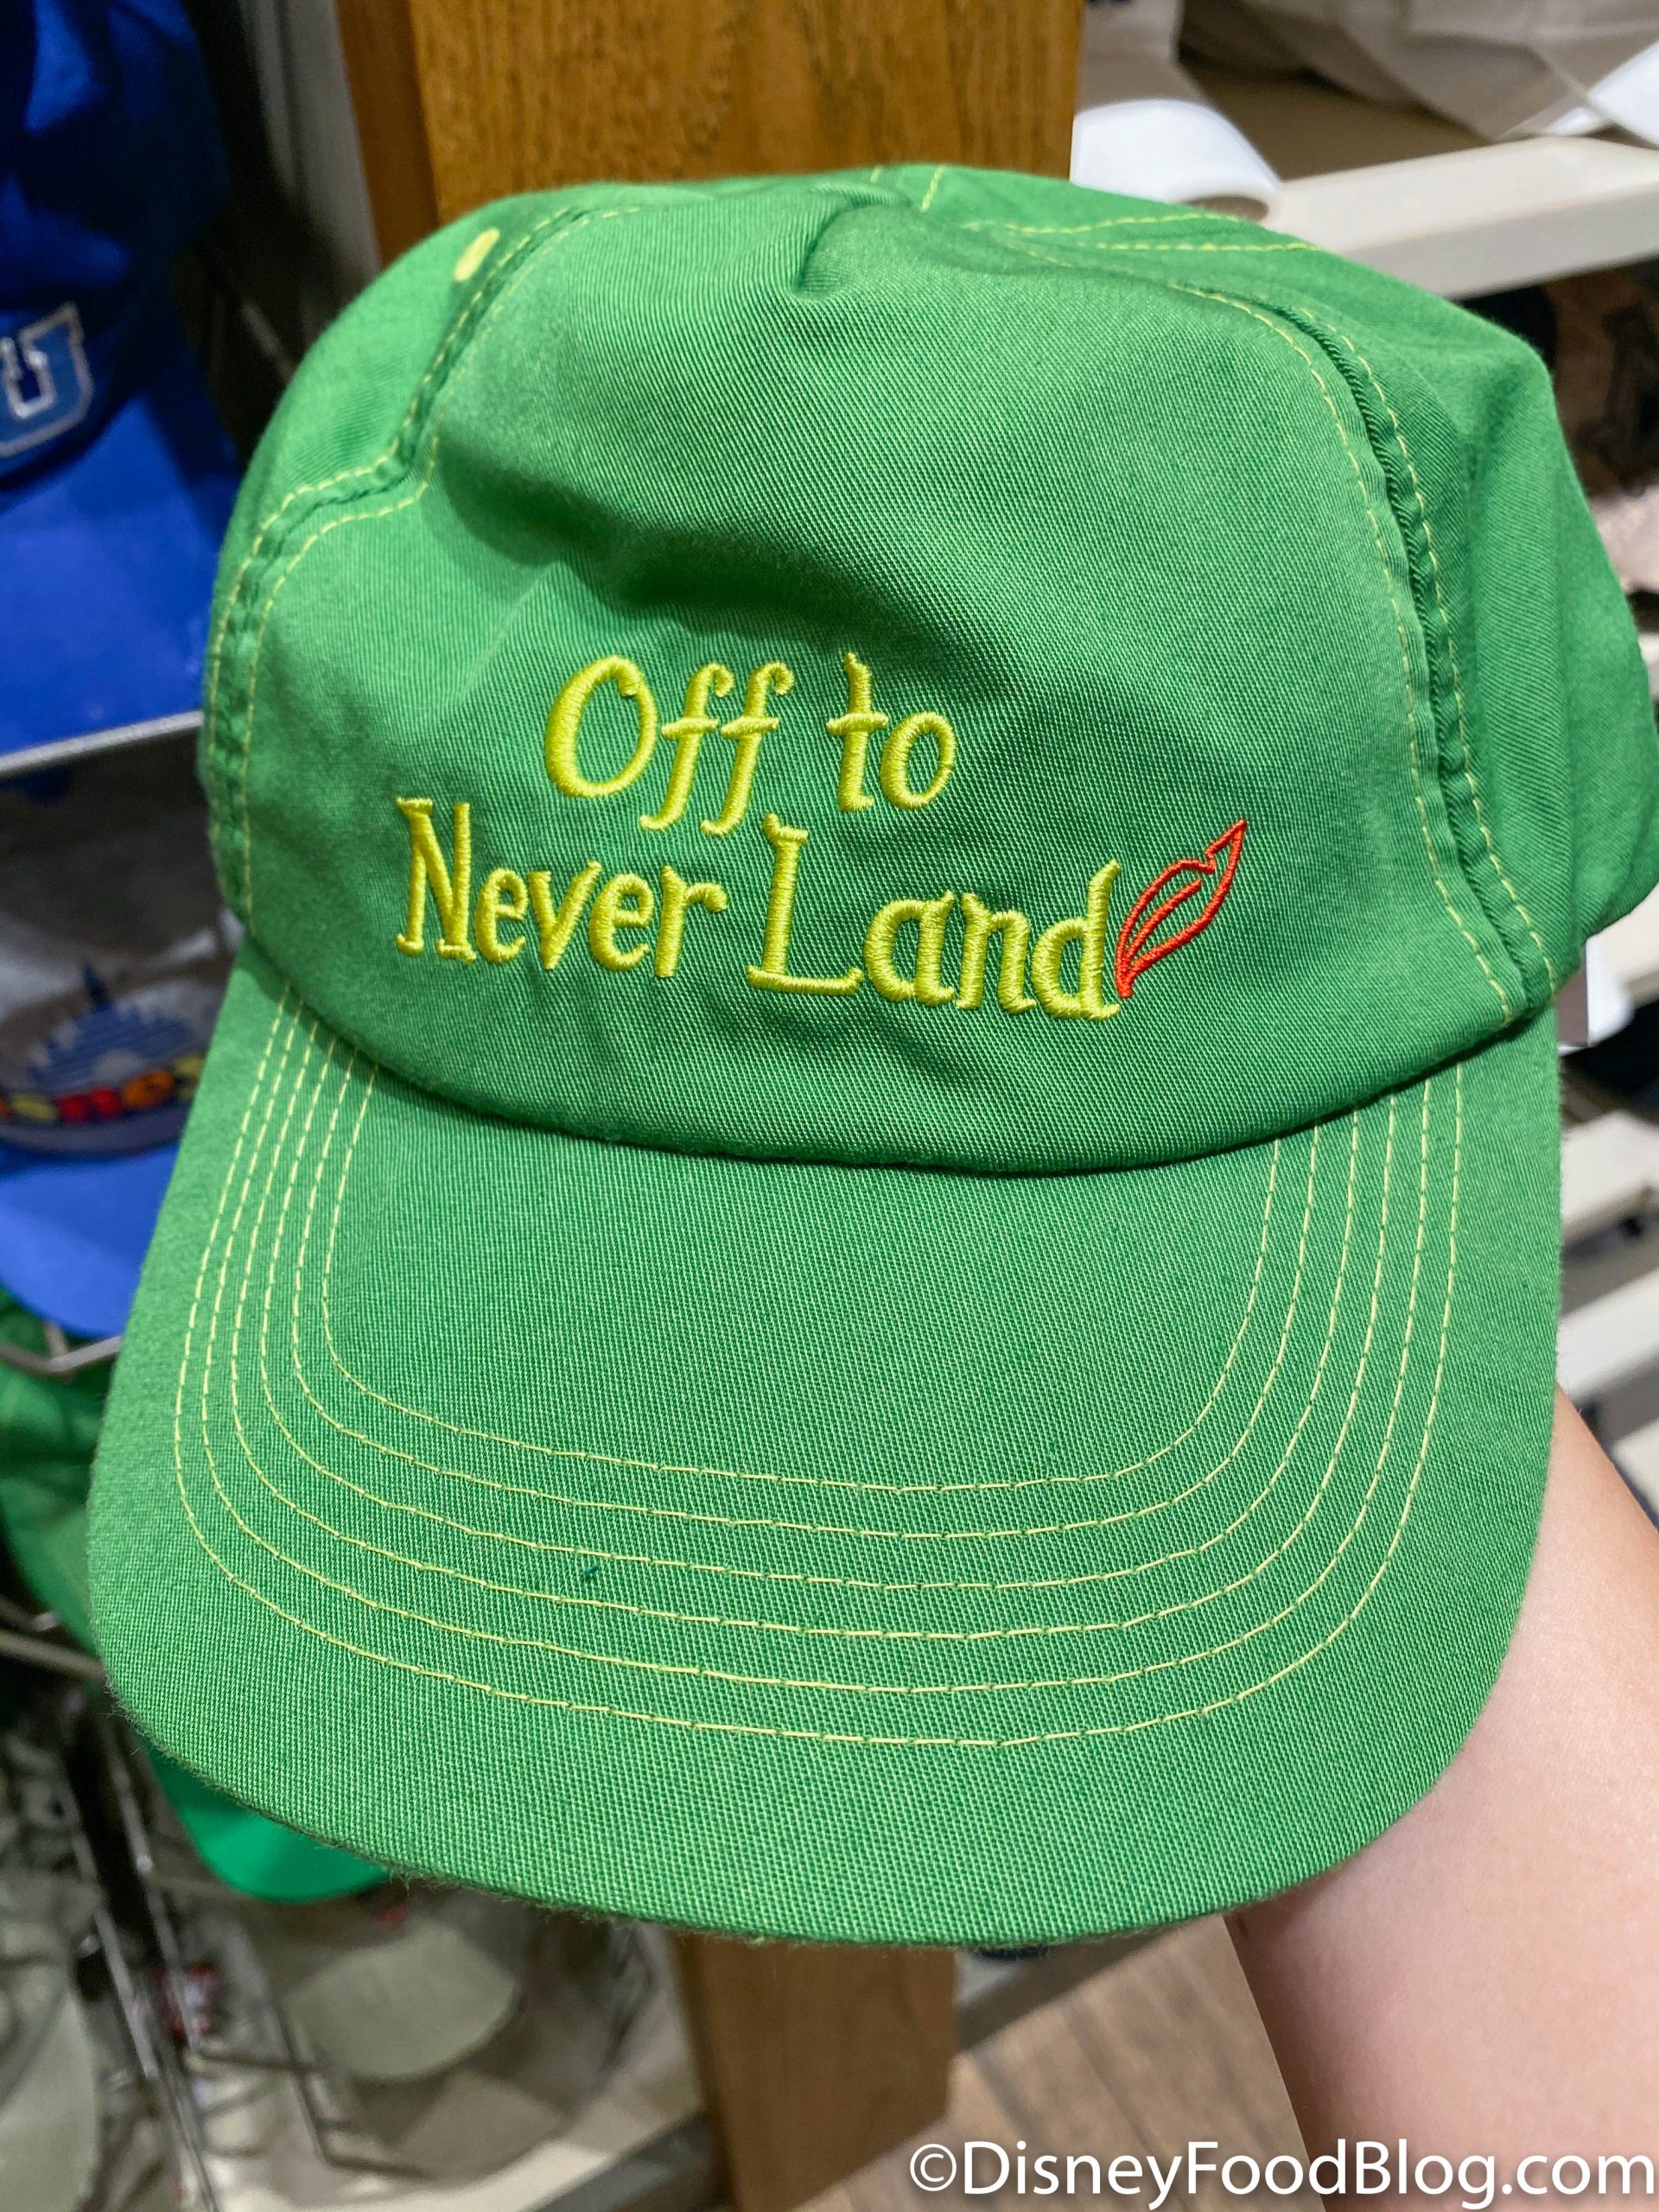 Off to
Never Land
U
©DisneyFoodBlog.com